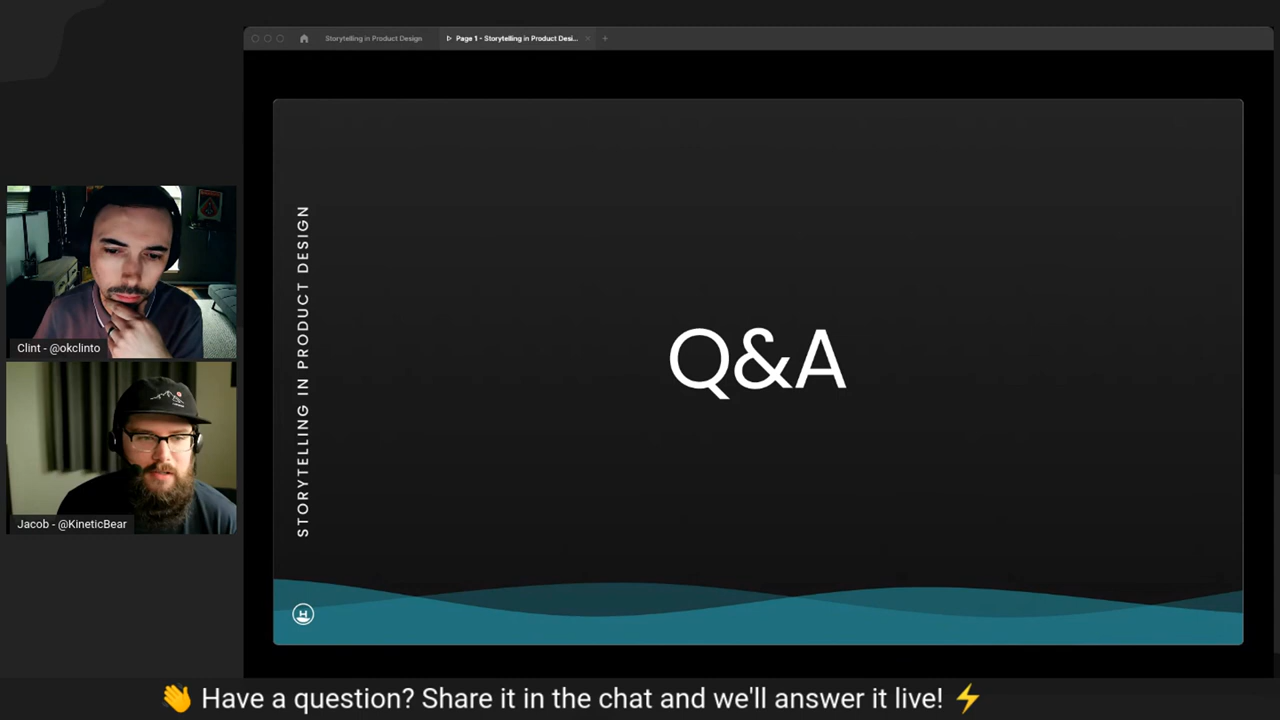 Storytelling in Product Design
Page 1 - Storytelling in Product Desi...
STORYTELLING IN PRODUCT DESIGN
Q&A
H
Clint - @okclinto
Jacob - @KineticBear
👋 Have a question? Share it in the chat and we'll answer it live! ⚡